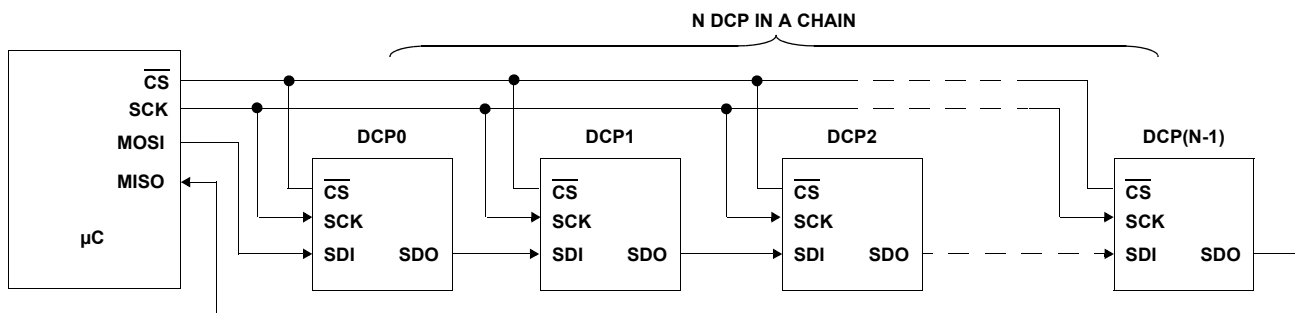 N DCP IN A CHAIN
CS
SCK
MOSI
MISO
µC
DCP0
CS
SCK
SDI SDO
DCP1
CS
SCK
SDI SDO
DCP2
CS
SCK
SDI SDO
DCP(N-1)
CS
SCK
SDI SDO